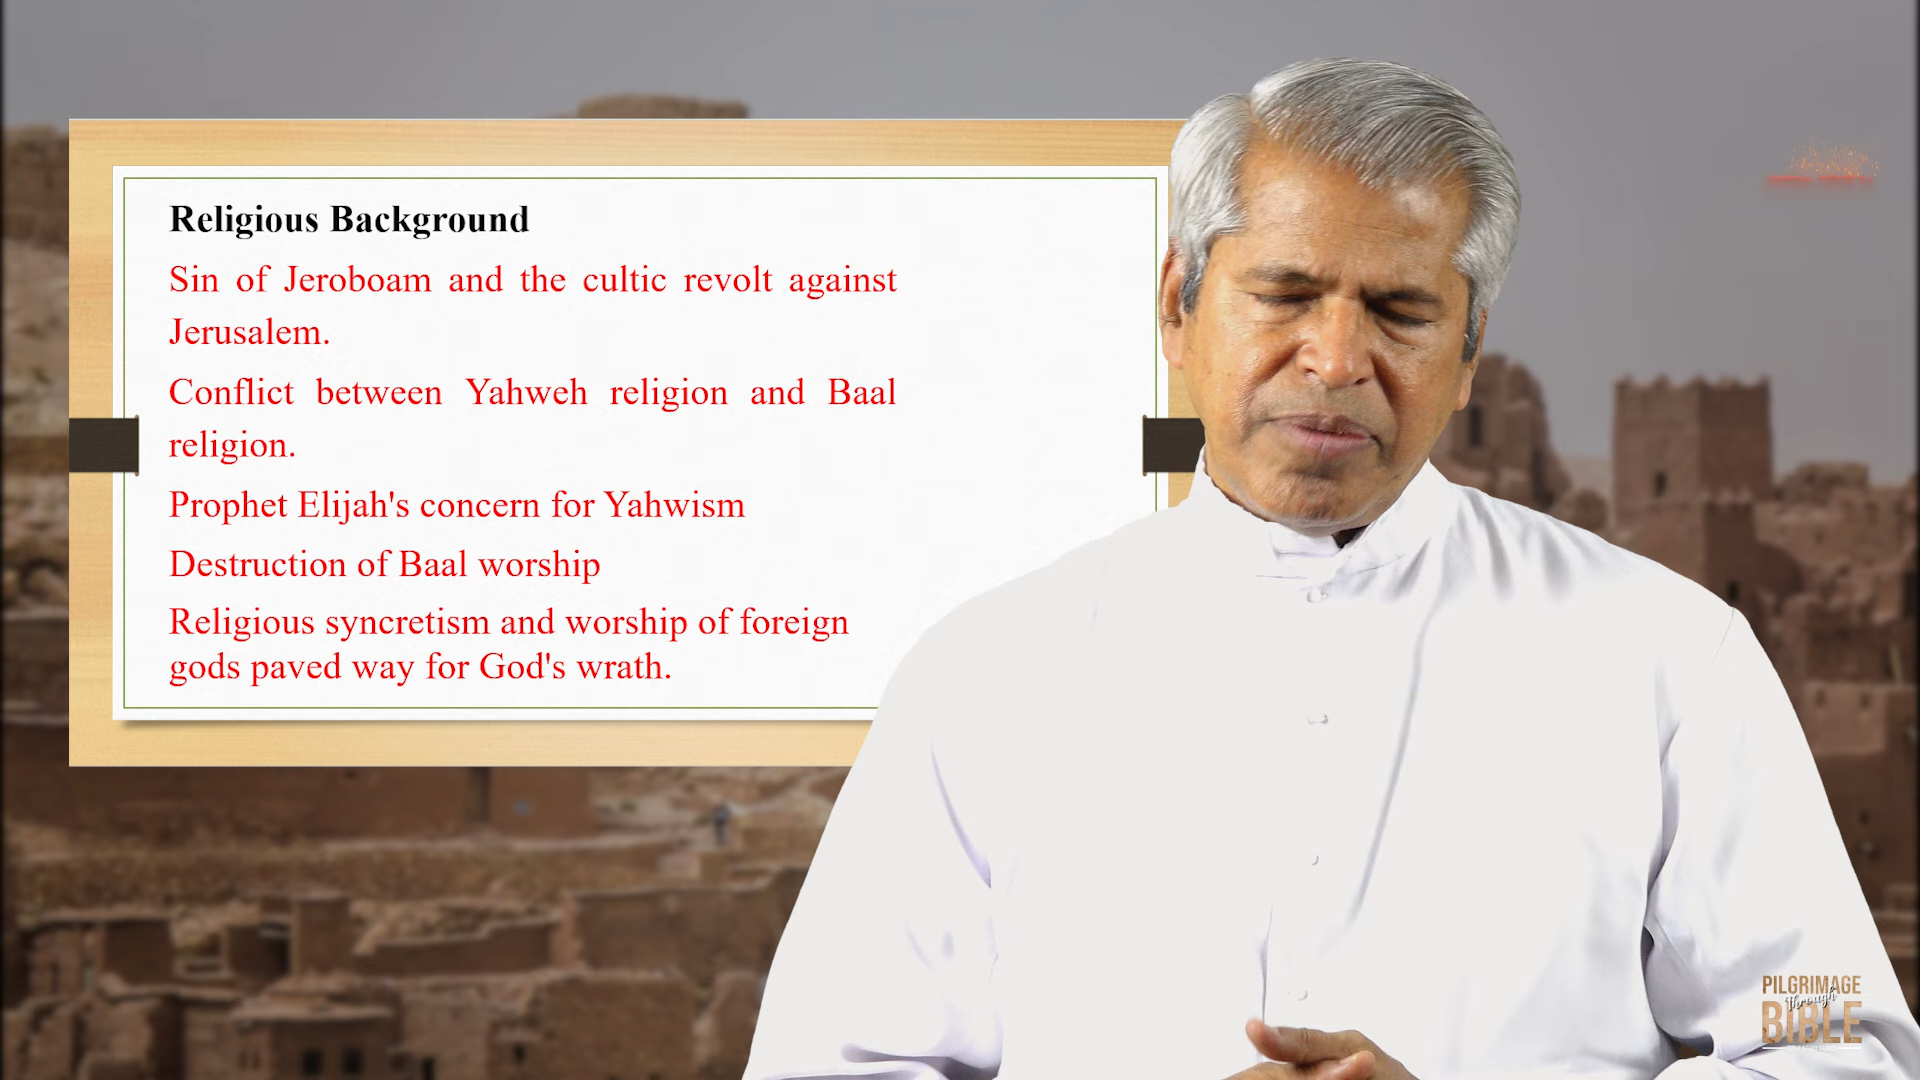 Religious Background
Sin of Jeroboam and the cultic revolt against
Jerusalem.
Conflict between Yahweh religion and Baal
religion.
Prophet Elijah's concern for Yahwism
Destruction of Baal worship
Religious syncretism and worship of foreign
gods paved way for God's wrath.
PILGRIMAGE
through
BIBLE